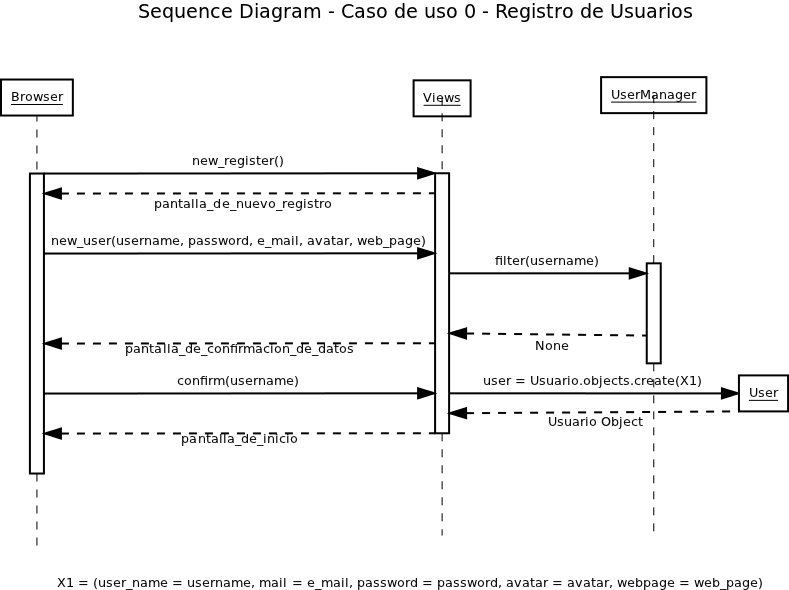 Sequence Diagram - Caso de uso 0 - Registro de Usuarios
Browser
Views
UserManager
new_register()
pantalla_de_nuevo_registro
new_user(username, password, e_mail, avatar, web_page)
filter(username)
None
pantalla_de_confirmacion_de_datos
confirm(username)
user = Usuario.objects.create(X1)
User
Usuario Object
pantalla_de_inicio
X1 = (user_name = username, mail = e_mail, password = password, avatar = avatar, webpage = web_page)